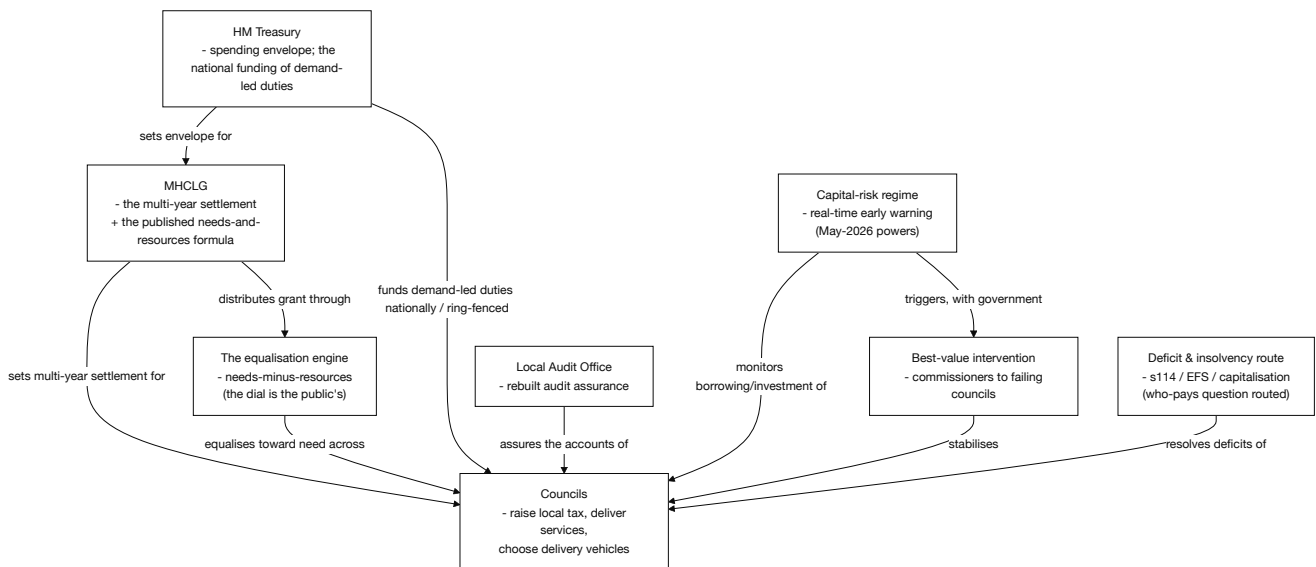 HM Treasury
- spending envelope; the
national funding of demand-
led duties
sets envelope for
MHCLG
- the multi-year settlement
+ the published needs-and-
resources formula
Capital-risk regime
- real-time early warning
(May-2026 powers)
distributes grant through
funds demand-led duties
nationally / ring-fenced
triggers, with government
sets multi-year settlement for
The equalisation engine
- needs-minus-resources
(the dial is the public's)
Local Audit Office
- rebuilt audit assurance
monitors
borrowing/investment of
Best-value intervention
- commissioners to failing
councils
Deficit & insolvency route
- s114 / EFS / capitalisation
(who-pays question routed)
equalises toward need across
assures the accounts of
stabilises
resolves deficits of
Councils
- raise local tax, deliver
services,
choose delivery vehicles